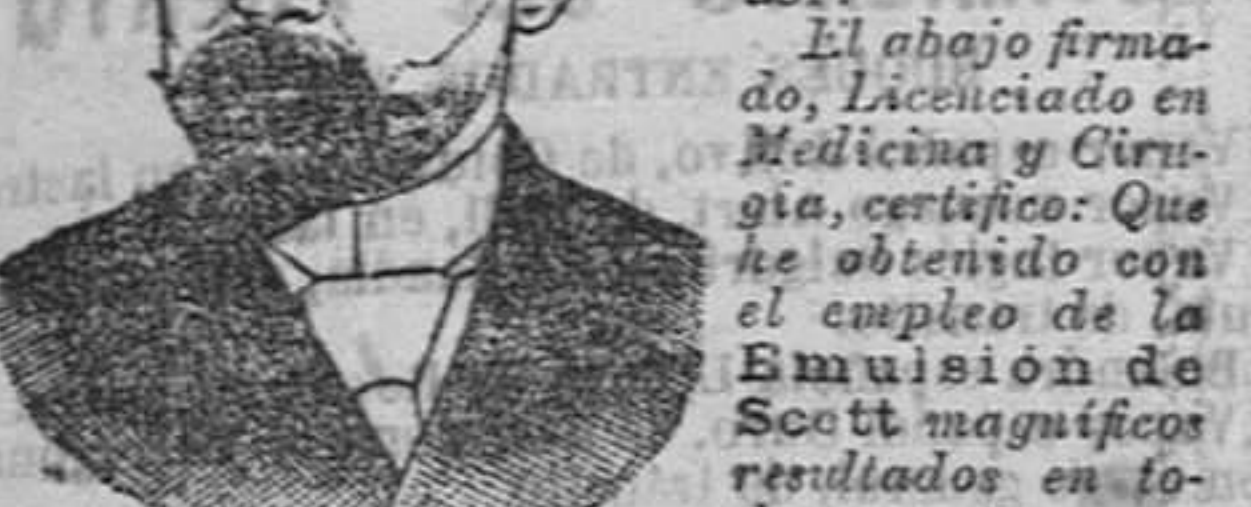 El abajo firma-
do, Licenciado en
Medicina y Ciru-
gía, certifico: Que
he obtenido con
el empleo de la
Emulsión de
Scott magníficos
resultados en to-